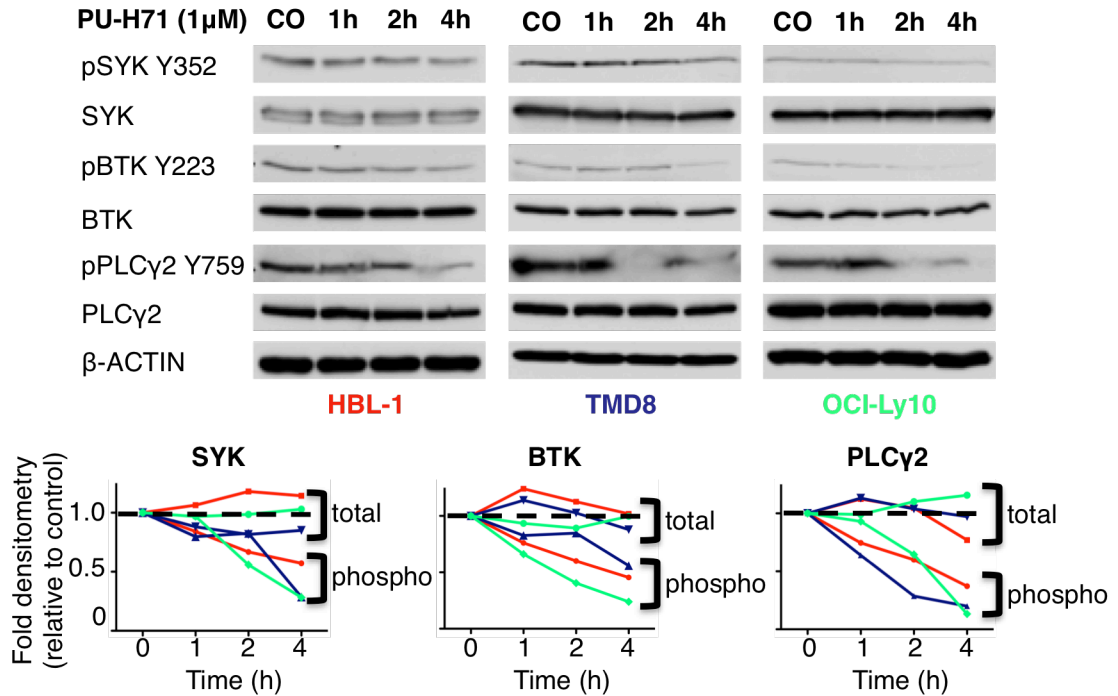 PU-H71 (1µM) CO 1h 2h 4h CO 1h 2h 4h CO 1h 2h 4h
pSYK Y352
SYK
pBTK Y223
BTK
pPLCγ2 Y759
PLCγ2
β-ACTIN
HBL-1 TMD8 OCI-Ly10
Fold densitometry
(relative to control)
SYK
1.0
0.5
0
0 1 2 4
Time (h)
total
phospho
BTK
0 1 2 4
Time (h)
total
phospho
PLCγ2
0 1 2 4
Time (h)
total
phospho